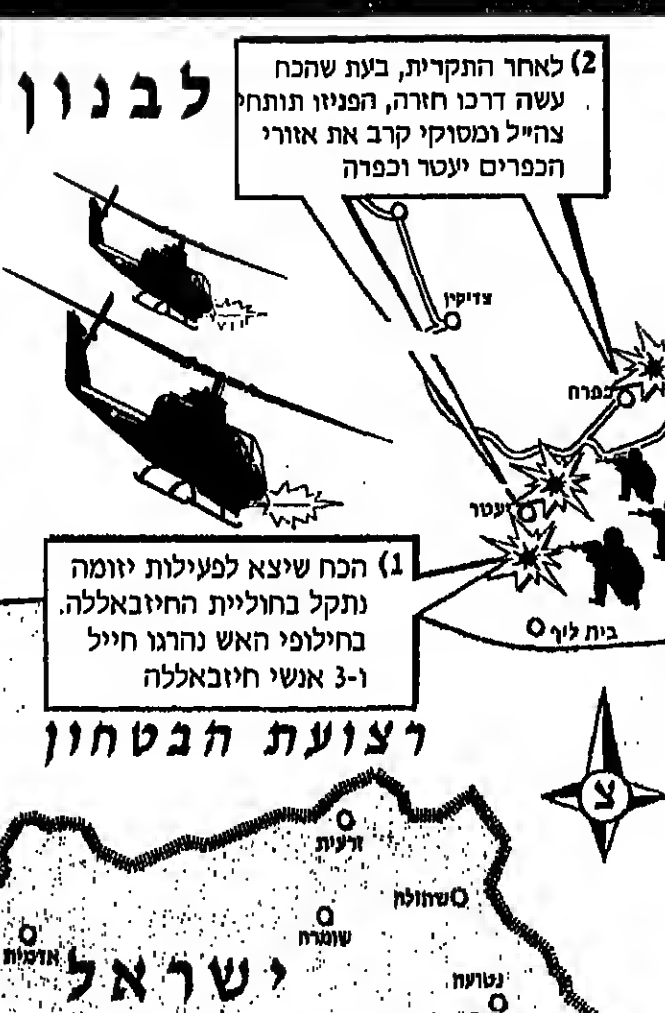 לבנון
2) לאחר התקרית, בעת שהכח
עשה דרכו חזרה, הפגיזו תותחי
צה״ל ומסוקי קרב את אזורי
הכפרים יעטר וכפרה
צדיקין
כפרה
יעטר
1) הכח שיצא לפעילות יזומה
נתקל בחוליית החיזבאללה.
בחילופי האש נהרגו חייל
ו-3 אנשי חיזבאללה
בית ליף
רצועת הבטחון
צ
זרעית
שתולה
שומרה
אדמית
ישראל
נטועה